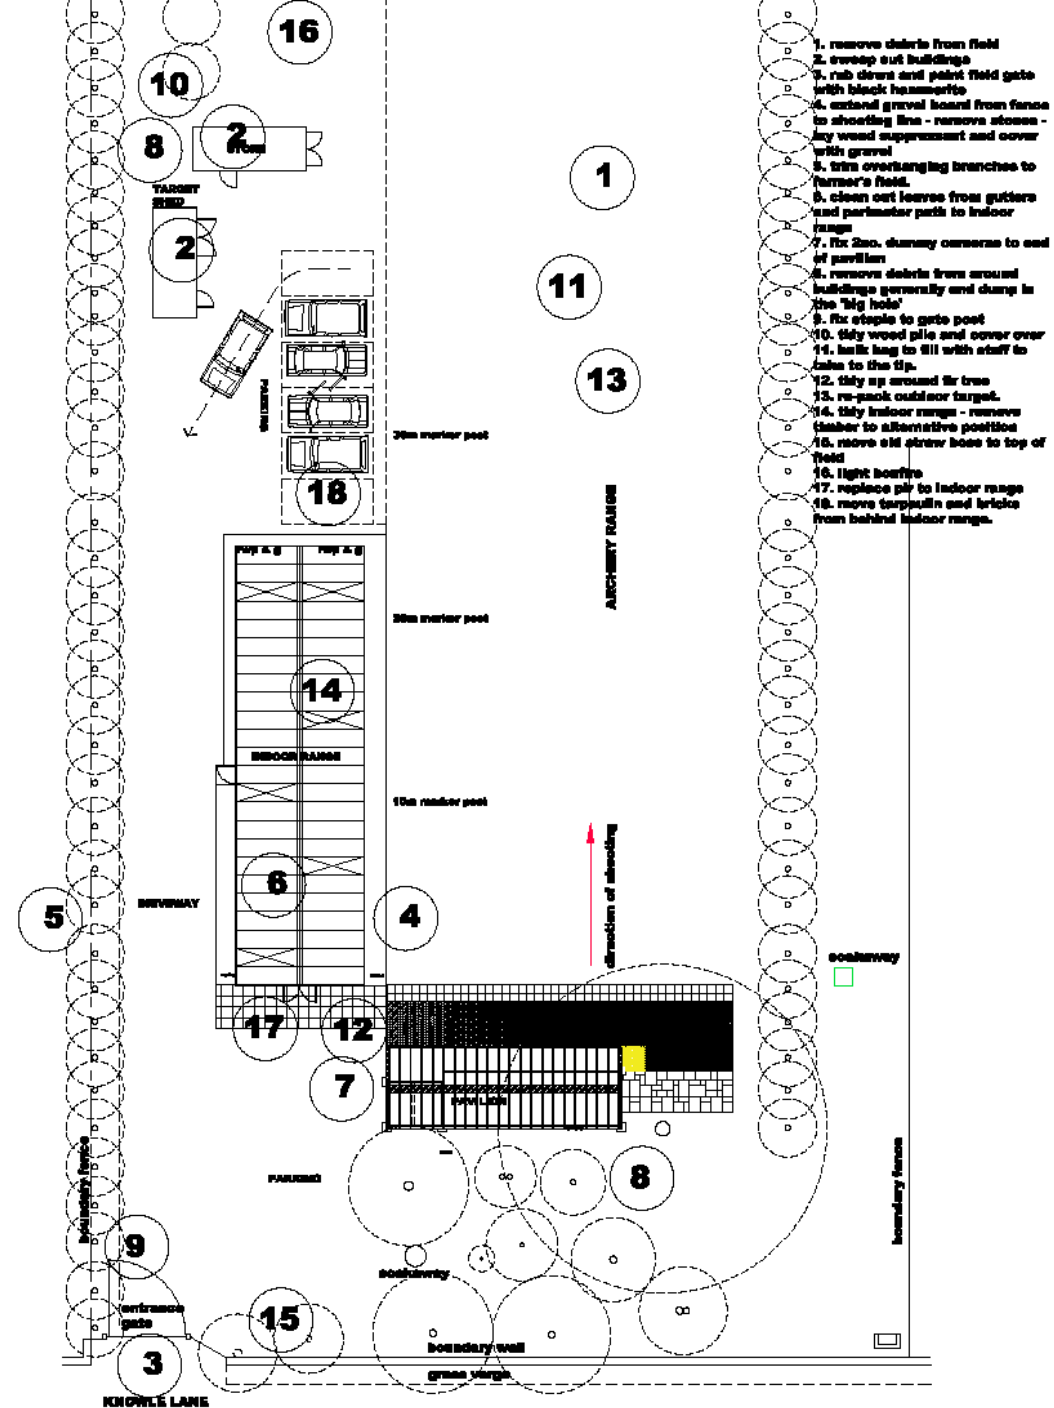 16
10
2
8
STORE
TARGET
SHED
2
1
11
13
PARKING
30m marker post
18
ARCHERY RANGE
20m marker post
14
INDOOR RANGE
10m marker post
direction of shooting
6
5
DRIVEWAY
4
soakaway
17
12
7
PAVILION
PARKING
8
boundary fence
boundary fence
9
soakaway
entrance
gate
15
boundary wall
3
grass verge
KNOWLE LANE
1. remove debris from field
2. sweep out buildings
3. rub down and paint field gate
with black hammerite
4. extend gravel board from fence
to shooting line - remove stones -
lay weed suppressant and cover
with gravel
5. trim overhanging branches to
farmer's field.
6. clean out leaves from gutters
and perimeter path to indoor
range
7. fix 2no. dummy cameras to end
of pavilion
8. remove debris from around
buildings generally and dump in
the 'big hole'
9. fix staple to gate post
10. tidy wood pile and cover over
11. bulk bag to fill with stuff to
take to the tip.
12. tidy up around fir tree
13. re-pack outdoor target.
14. tidy indoor range - remove
timber to alternative position
15. move old straw boss to top of
field
16. light bonfire
17. replace pir to indoor range
18. move tarpaulin and bricks
from behind indoor range.